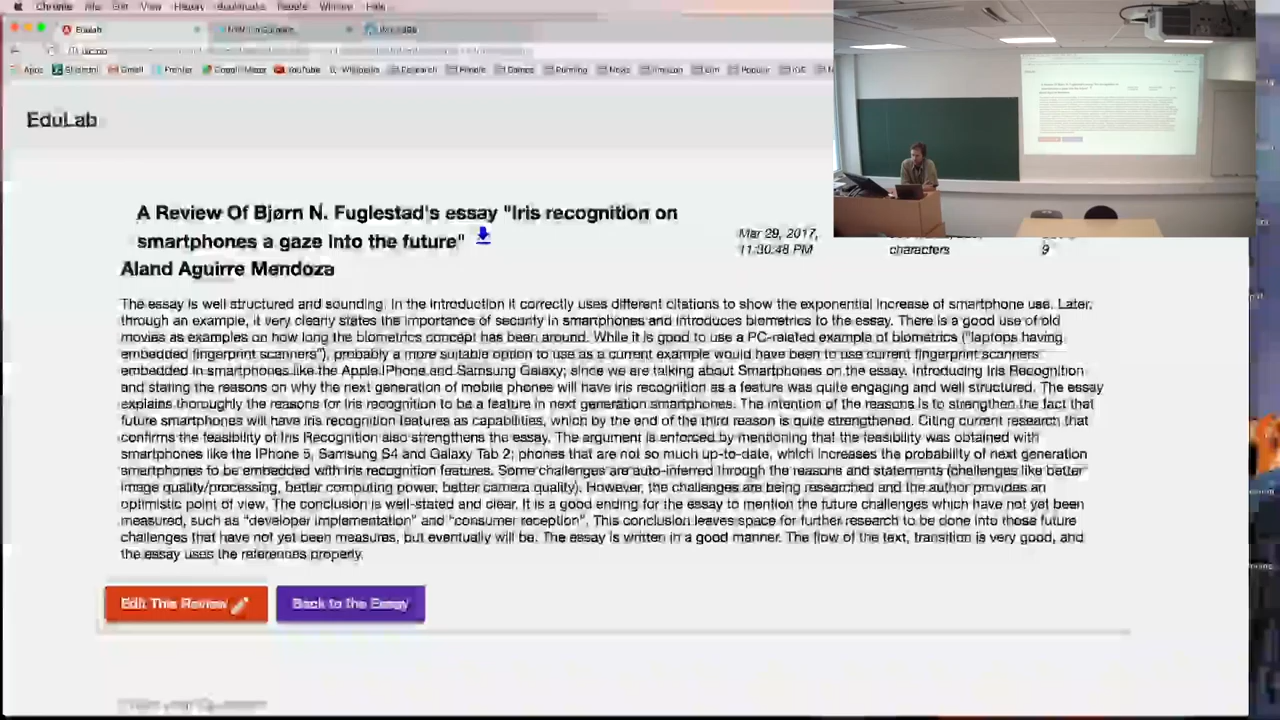 Chrome
History
Bookmarks
People
Window
Help
EduLab
Apps
Gmail
YouTube
Wikipedia
Research
Popular
EduLab
A Review Of Bjørn N. Fuglestad's essay "Iris recognition on
smartphones a gaze into the future"
Mar 29, 2017,
11:30:48 PM
characters
9
Aland Aguirre Mendoza
The essay is well structured and sounding. In the introduction it correctly uses different citations to show the exponential increase of smartphone use. Later,
through an example, it very clearly states the importance of security in smartphones and introduces biometrics to the essay. There is a good use of old
movies as examples on how long the biometrics concept has been around. While it is good to use a PC-related example of biometrics ("laptops having
embedded fingerprint scanners"), probably a more suitable option to use as a current example would have been to use current fingerprint scanners
embedded in smartphones like the Apple iPhone and Samsung Galaxy; since we are talking about Smartphones on the essay. Introducing Iris Recognition
and stating the reasons on why the next generation of mobile phones will have iris recognition as a feature was quite engaging and well structured. The essay
explains thoroughly the reasons for Iris recognition to be a feature in next generation smartphones. The intention of the reasons is to strengthen the fact that
future smartphones will have iris recognition features as capabilities, which by the end of the third reason is quite strengthened. Citing current research that
confirms the feasibility of Iris Recognition also strengthens the essay. The argument is enforced by mentioning that the feasibility was obtained with
smartphones like the iPhone 5, Samsung S4 and Galaxy Tab 2; phones that are not so much up-to-date, which increases the probability of next generation
smartphones to be embedded with Iris recognition features. Some challenges are auto-inferred through the reasons and statements (challenges like better
image quality/processing, better computing power, better camera quality). However, the challenges are being researched and the author provides an
optimistic point of view. The conclusion is well-stated and clear. It is a good ending for the essay to mention the future challenges which have not yet been
measured, such as "developer implementation" and "consumer reception". This conclusion leaves space for further research to be done into those future
challenges that have not yet been measures, but eventually will be. The essay is written in a good manner. The flow of the text, transition is very good, and
the essay uses the references properly.
Edit This Review
Back to the Essay